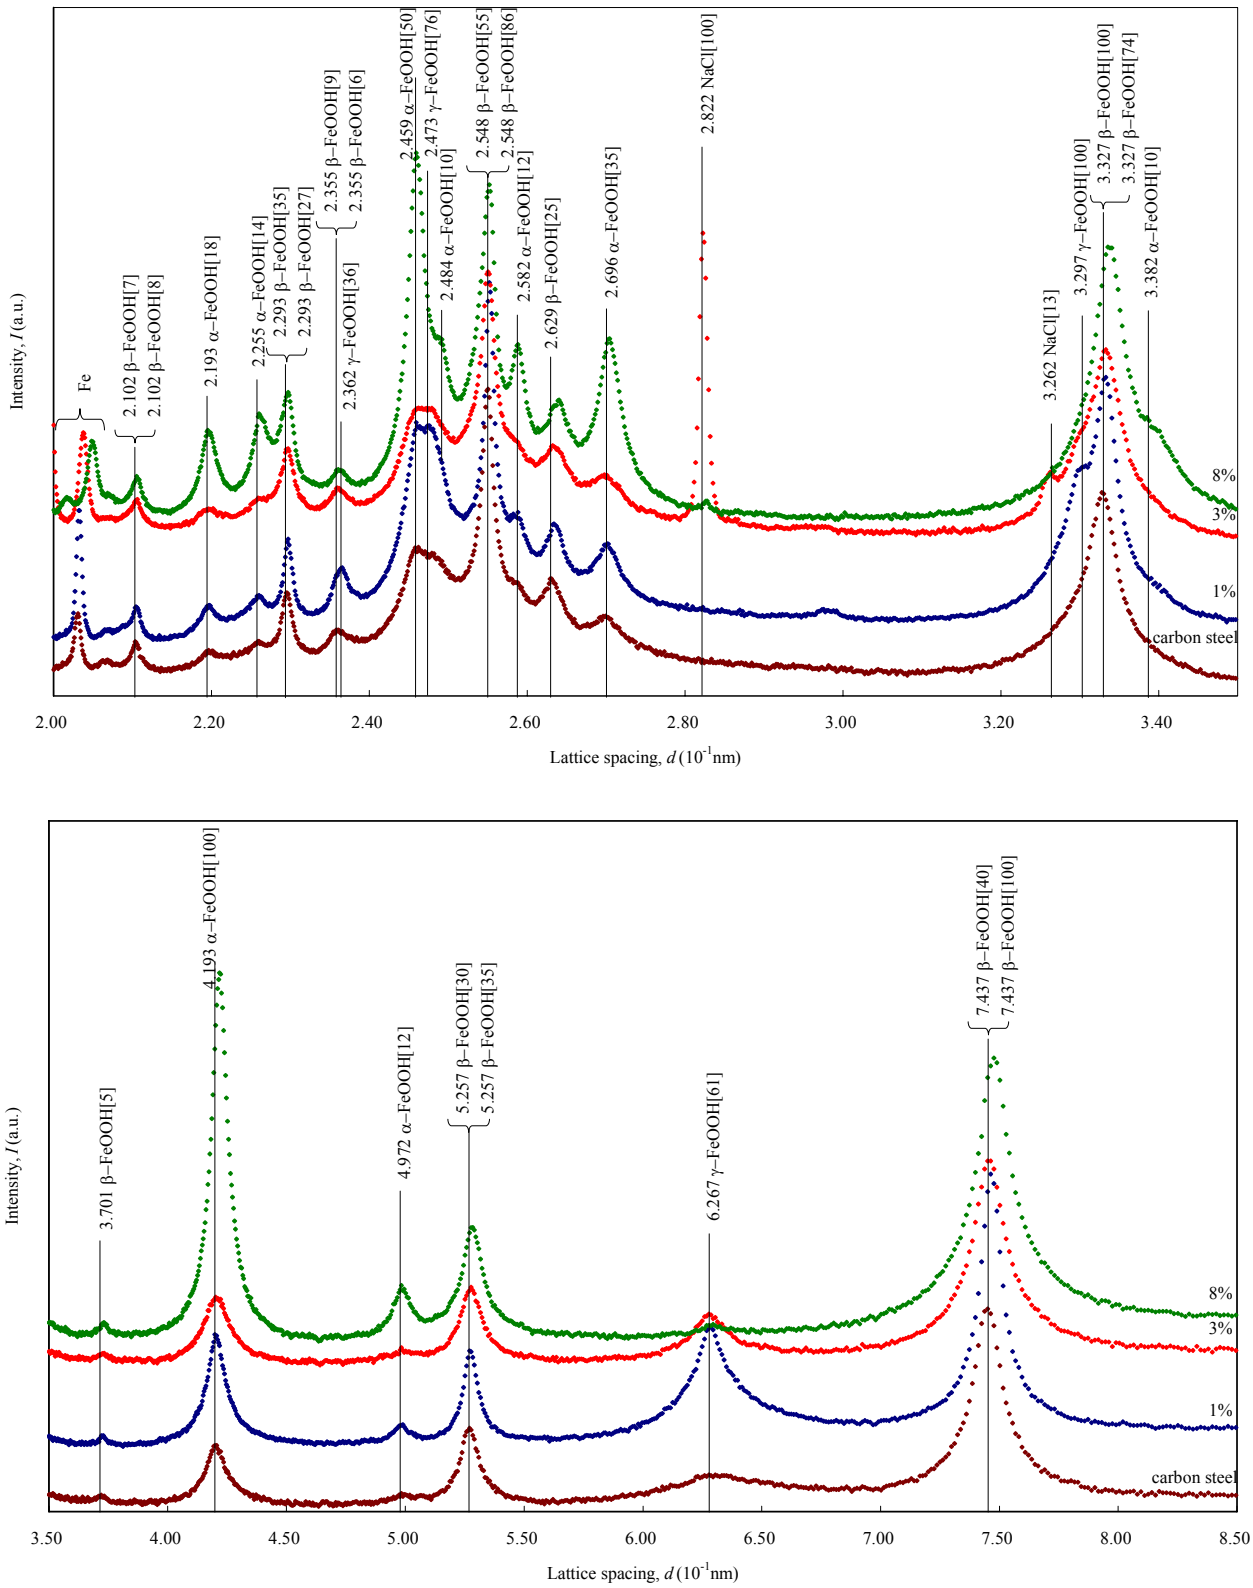 Intensity, I (a.u.)
Fe
2.102 β−FeOOH[7]
2.102 β−FeOOH[8]
2.193 α−FeOOH[18]
2.255 α−FeOOH[14]
2.293 β−FeOOH[35]
2.293 β−FeOOH[27]
2.355 β−FeOOH[9]
2.355 β−FeOOH[6]
2.362 γ−FeOOH[36]
2.459 α−FeOOH[50]
2.473 γ−FeOOH[76]
2.484 α−FeOOH[10]
2.548 β−FeOOH[55]
2.548 β−FeOOH[86]
2.582 α−FeOOH[12]
2.629 β−FeOOH[25]
2.696 α−FeOOH[35]
2.822 NaCl[100]
3.262 NaCl[13]
3.297 γ−FeOOH[100]
3.327 β−FeOOH[100]
3.327 β−FeOOH[74]
3.382 α−FeOOH[10]
8%
3%
1%
carbon steel
2.00 2.20 2.40 2.60 2.80 3.00 3.20 3.40
Lattice spacing, d (10⁻¹nm)
Intensity, I (a.u.)
3.701 β−FeOOH[5]
4.193 α−FeOOH[100]
4.972 α−FeOOH[12]
5.257 β−FeOOH[30]
5.257 β−FeOOH[35]
6.267 γ−FeOOH[61]
7.437 β−FeOOH[40]
7.437 β−FeOOH[100]
8%
3%
1%
carbon steel
3.50 4.00 4.50 5.00 5.50 6.00 6.50 7.00 7.50 8.00 8.50
Lattice spacing, d (10⁻¹nm)